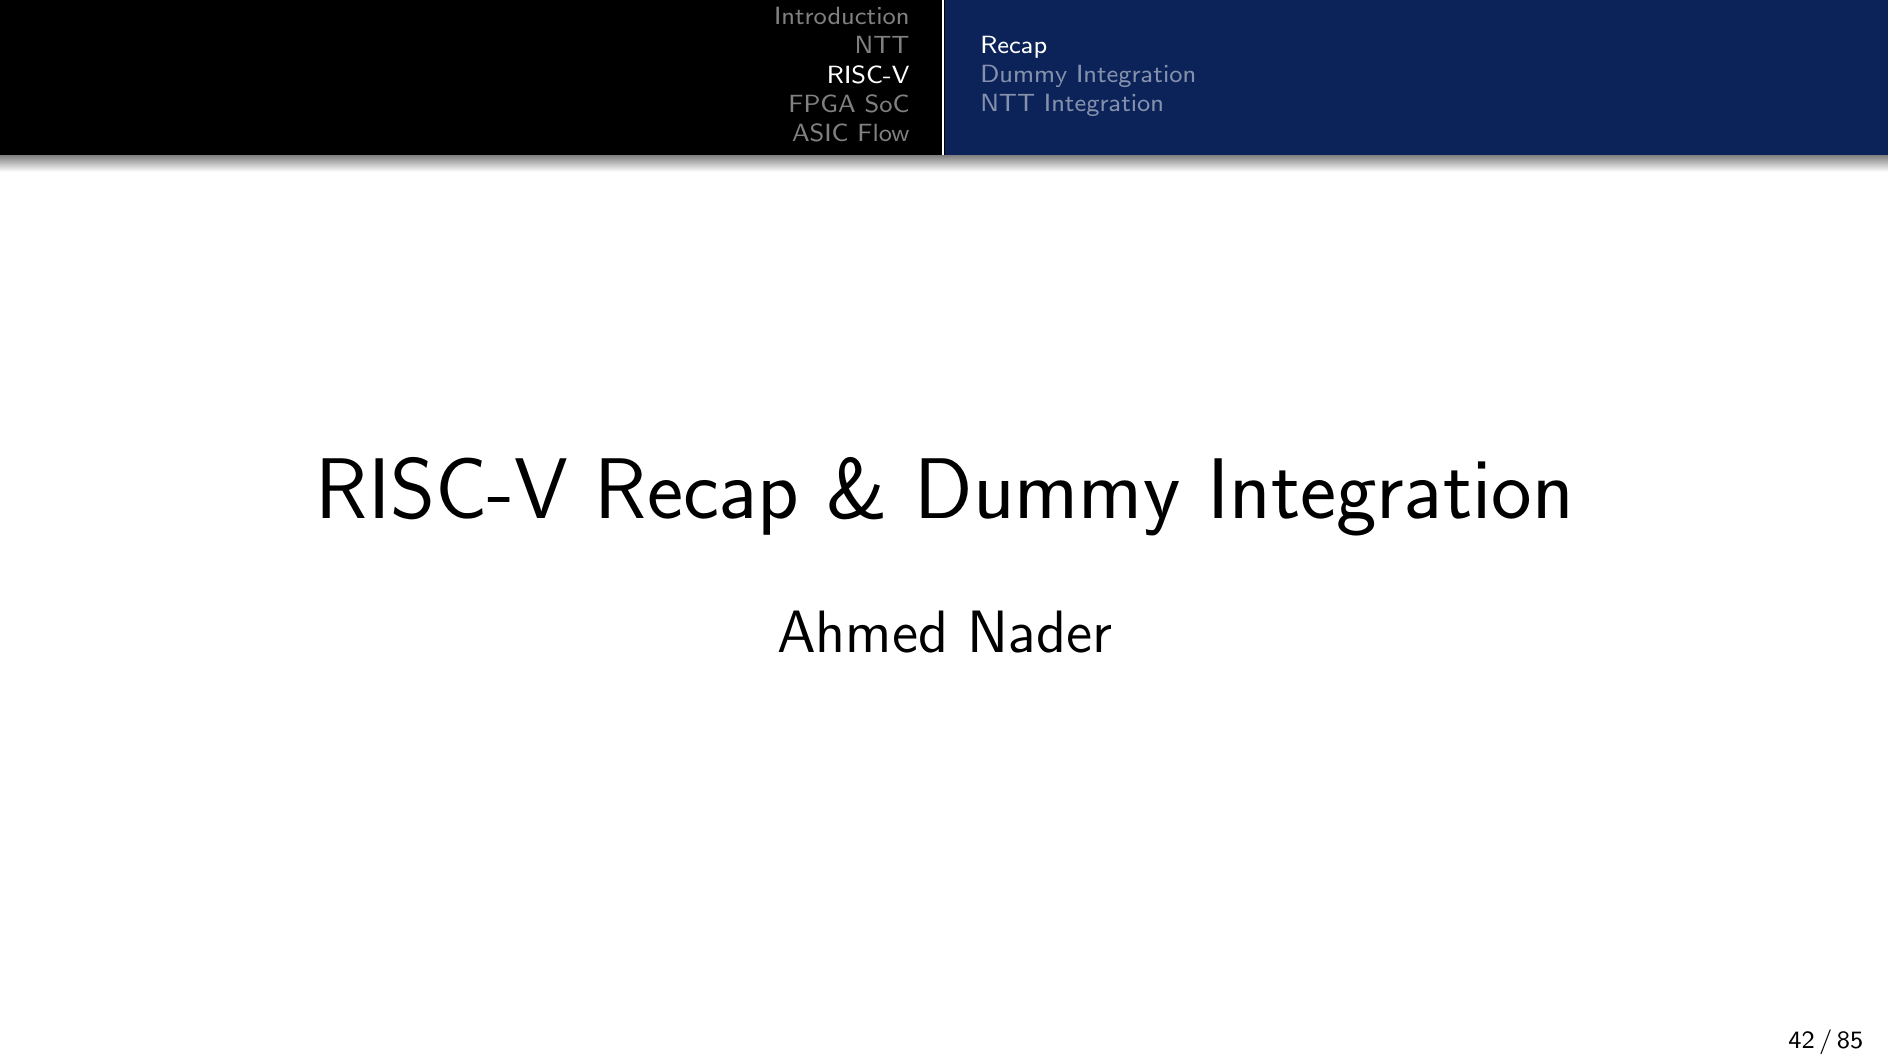 Introduction
NTT
RISC-V
FPGA SoC
ASIC Flow
Recap
Dummy Integration
NTT Integration
RISC-V Recap & Dummy Integration
Ahmed Nader
42 / 85